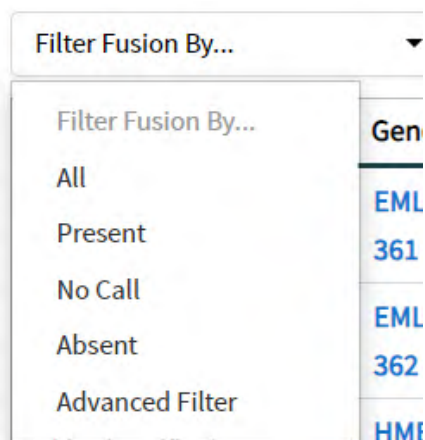 Filter Fusion By...
Filter Fusion By...
All
Present
No Call
Absent
Advanced Filter
Gen
EML
361
EML
362